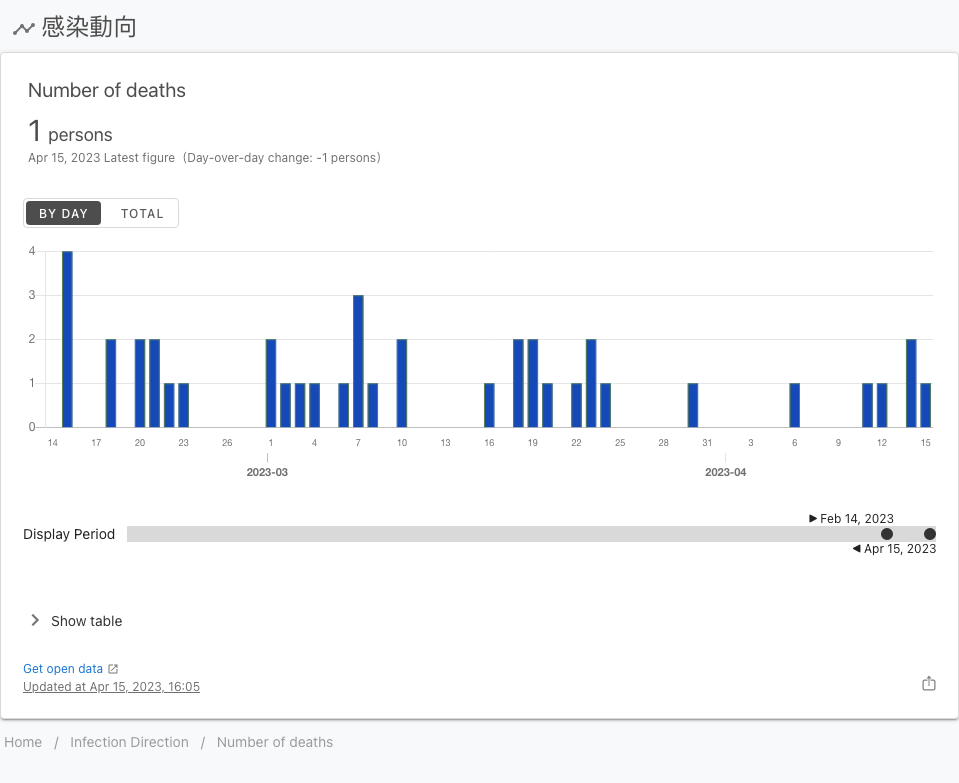 感染動向
Number of deaths
1 persons
Apr 15, 2023 Latest figure (Day-over-day change: -1 persons)
BY DAY TOTAL
4
3
2
1
0
14 17 20 23 26 1 4 7 10 13 16 19 22 25 28 31 3 6 9 12 15
2023-03 2023-04
Feb 14, 2023
Display Period
Apr 15, 2023
Show table
Get open data
Updated at Apr 15, 2023, 16:05
Home / Infection Direction / Number of deaths